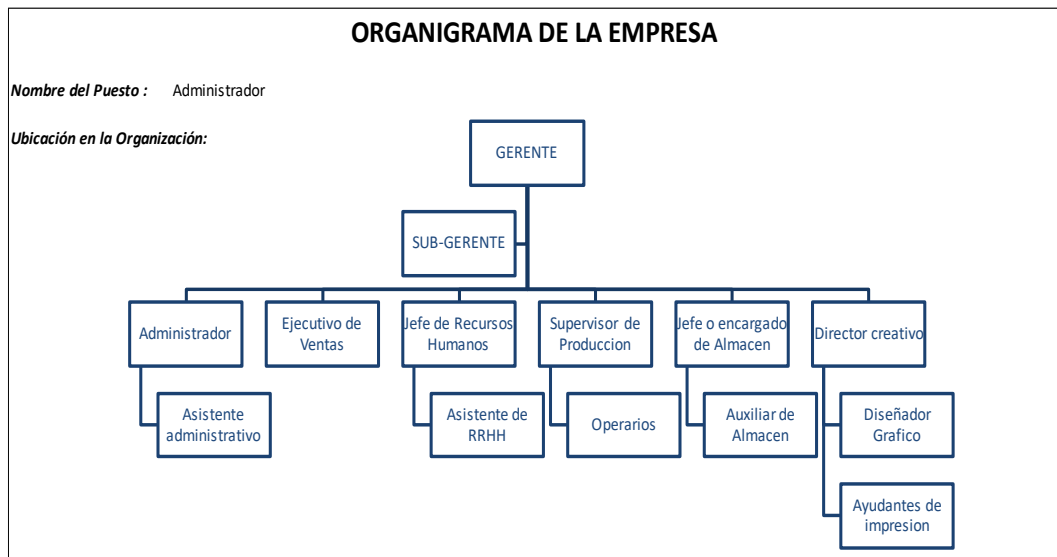 ORGANIGRAMA DE LA EMPRESA
Nombre del Puesto : Administrador
Ubicación en la Organización:
GERENTE
SUB-GERENTE
Administrador
Ejecutivo de
Ventas
Jefe de Recursos
Humanos
Supervisor de
Produccion
Jefe o encargado
de Almacen
Director creativo
Asistente
administrativo
Asistente de
RRHH
Operarios
Auxiliar de
Almacen
Diseñador
Grafico
Ayudantes de
impresion